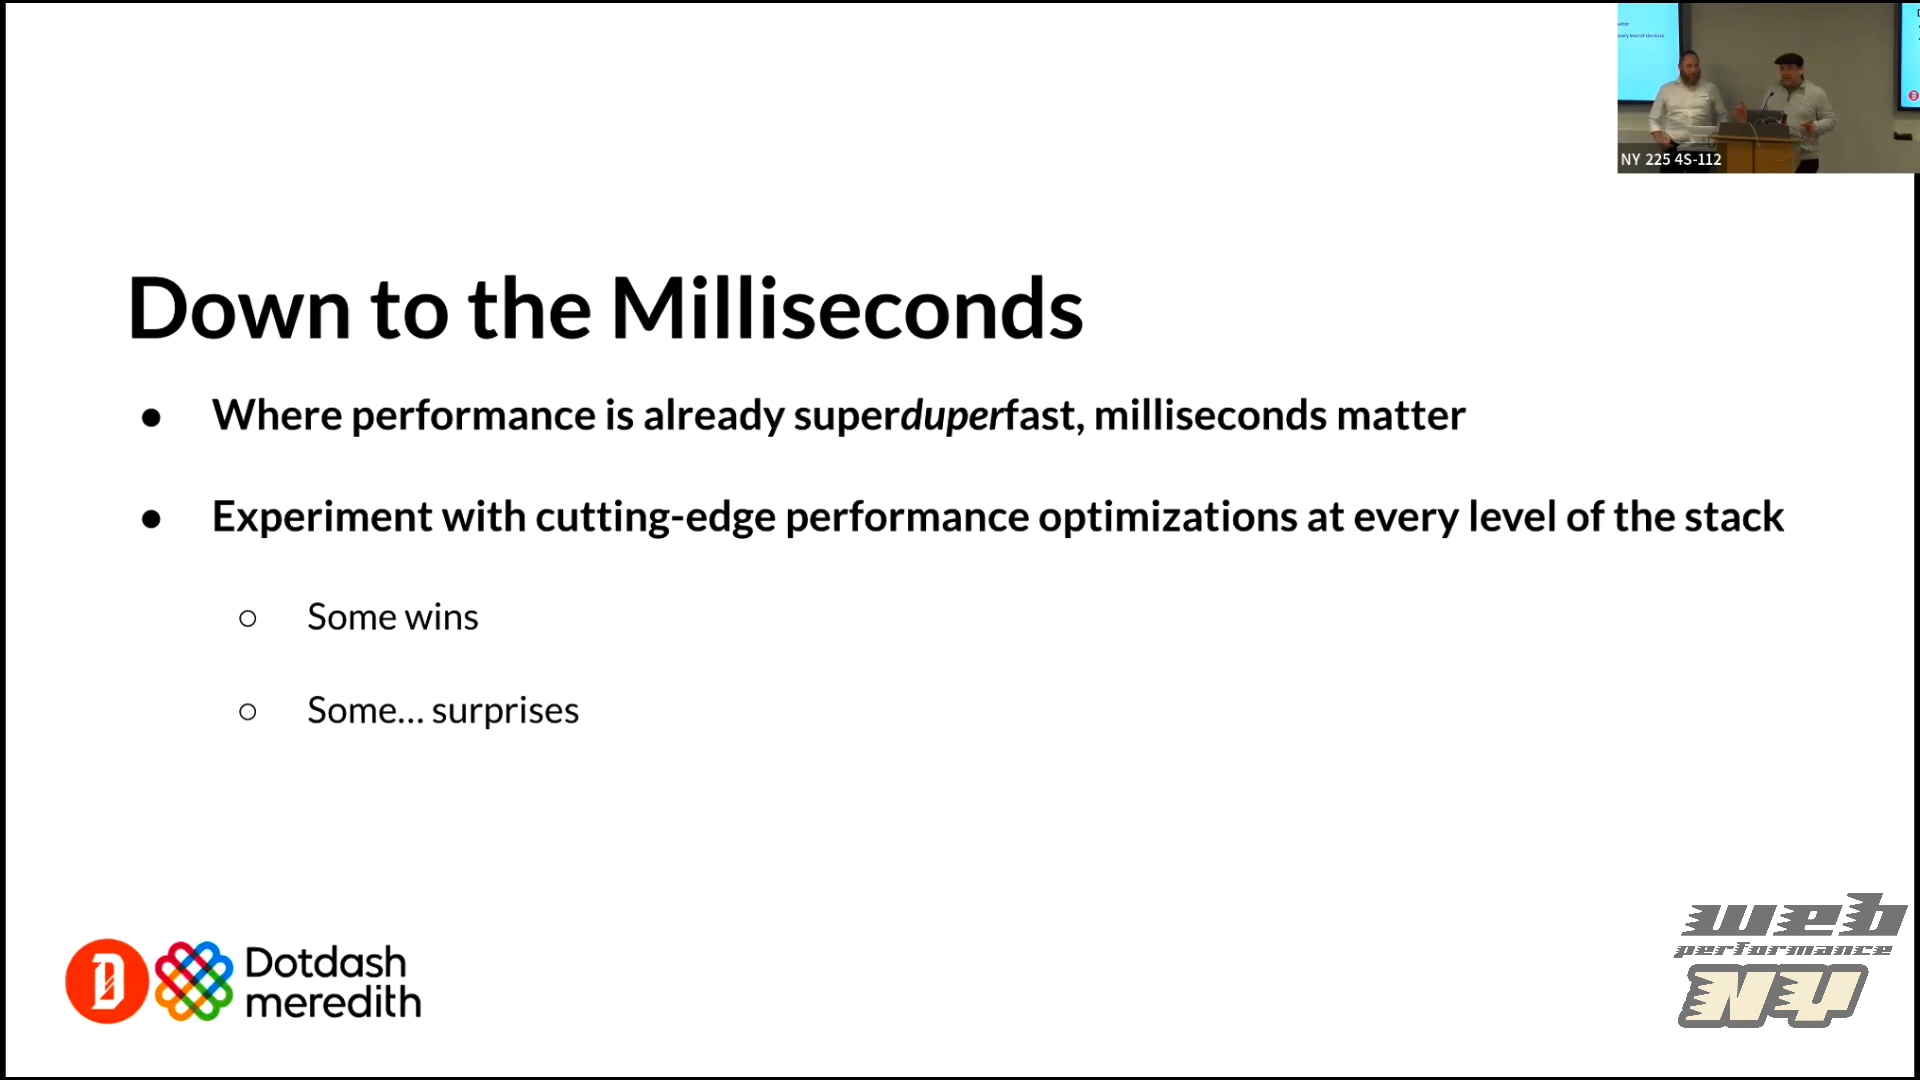 NY 225 4S-112
Down to the Milliseconds
● Where performance is already superduperfast, milliseconds matter
● Experiment with cutting-edge performance optimizations at every level of the stack
○ Some wins
○ Some... surprises
D
Dotdash
meredith
web
performance
NY